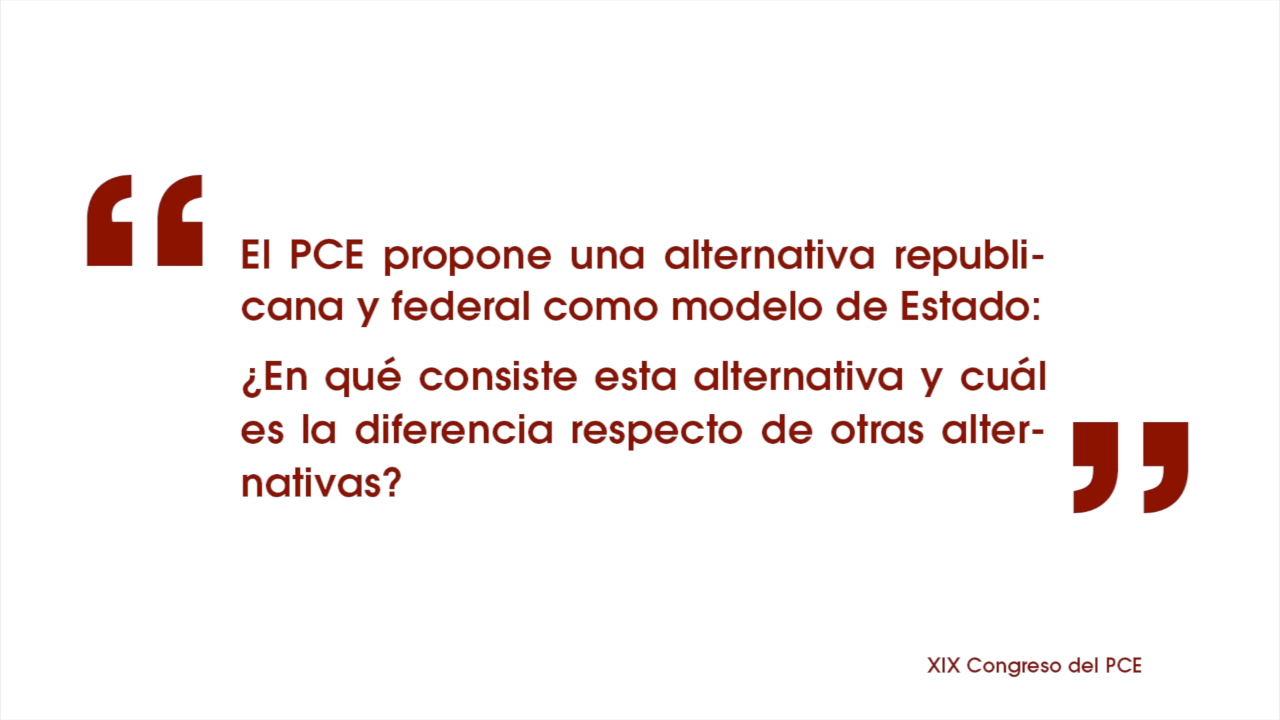 “
El PCE propone una alternativa republi-
cana y federal como modelo de Estado:
¿En qué consiste esta alternativa y cuál
es la diferencia respecto de otras alter-
nativas?
”
XIX Congreso del PCE